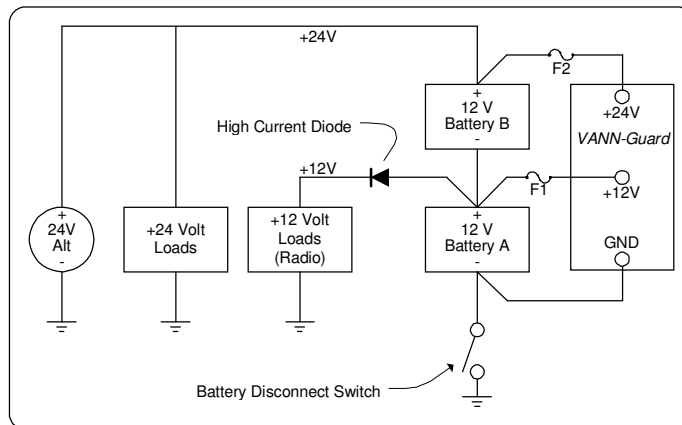 +24V
F2
+
12 V
Battery B
-
+24V
VANN-Guard
High Current Diode
+12V
F1
+12V
+
24V
Alt
-
+24 Volt
Loads
+12 Volt
Loads
(Radio)
+
12 V
Battery A
-
GND
Battery Disconnect Switch